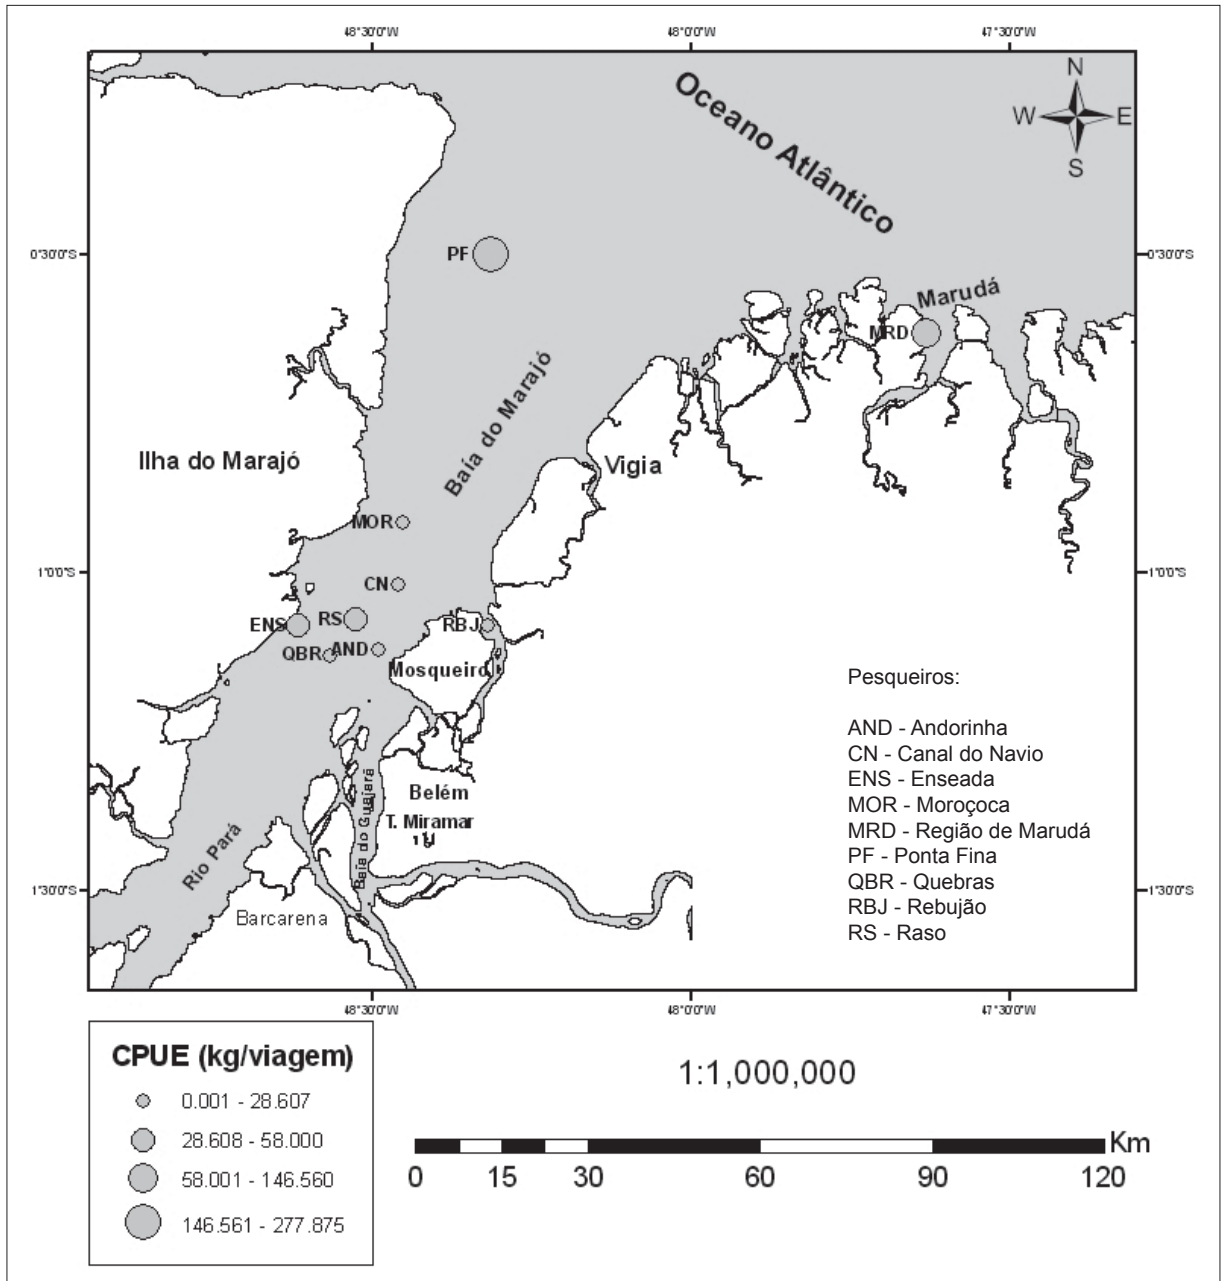 48°30'0"W 48°0'0"W 47°30'0"W
N
W E
S
Oceano Atlântico
0°30'0"S 0°30'0"S
PF
Marudá
MRD
Baía do Marajó
Ilha do Marajó
Vigia
MOR
1°0'0"S 1°0'0"S
CN
ENS RS RBJ
QBR AND
Mosqueiro
Pesqueiros:
AND - Andorinha
CN - Canal do Navio
ENS - Enseada
MOR - Moroçoca
MRD - Região de Marudá
PF - Ponta Fina
QBR - Quebras
RBJ - Rebujão
RS - Raso
Belém
T. Miramar
Baía do Guajará
Rio Pará
Barcarena
1°30'0"S 1°30'0"S
48°30'0"W 48°0'0"W 47°30'0"W
CPUE (kg/viagem)
0.001 - 28.607
28.608 - 58.000
58.001 - 146.560
146.561 - 277.875
1:1,000,000
Km
0 15 30 60 90 120